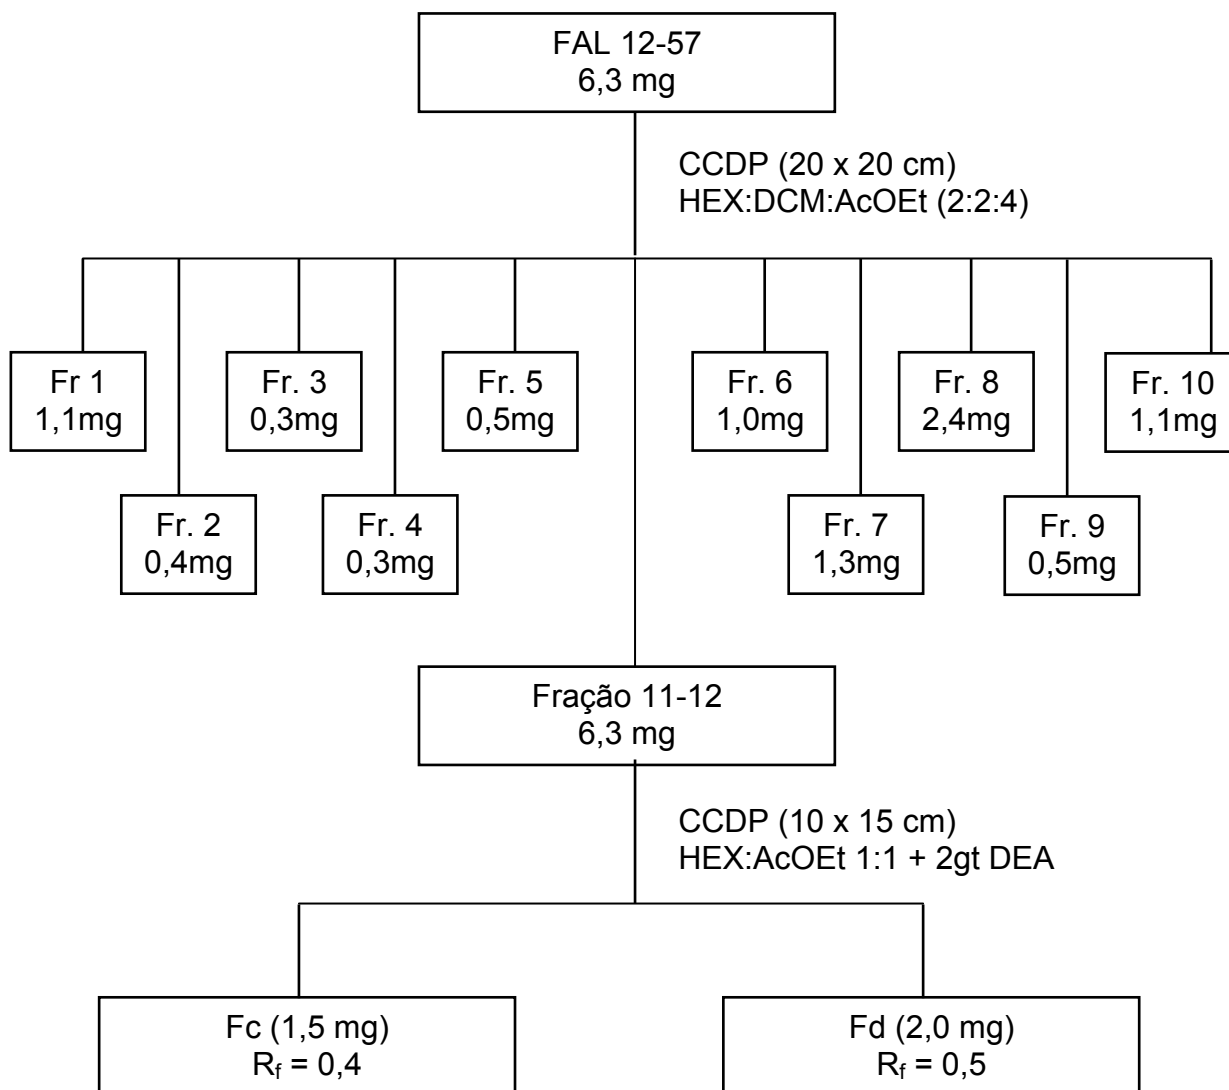 FAL 12-57
6,3 mg
CCDP (20 x 20 cm)
HEX:DCM:AcOEt (2:2:4)
Fr 1
1,1mg
Fr. 3
0,3mg
Fr. 5
0,5mg
Fr. 6
1,0mg
Fr. 8
2,4mg
Fr. 10
1,1mg
Fr. 2
0,4mg
Fr. 4
0,3mg
Fr. 7
1,3mg
Fr. 9
0,5mg
Fração 11-12
6,3 mg
CCDP (10 x 15 cm)
HEX:AcOEt 1:1 + 2gt DEA
Fc (1,5 mg)
Rf = 0,4
Fd (2,0 mg)
Rf = 0,5